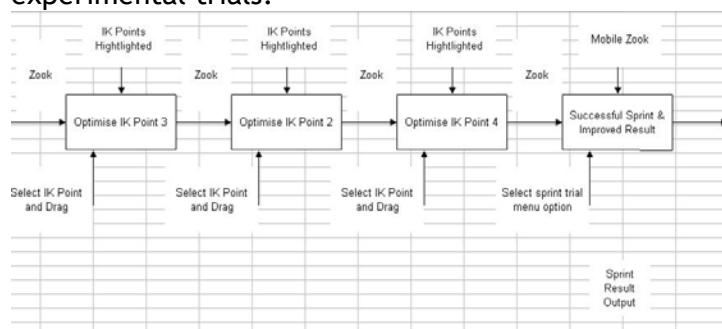 experimental trials.
IK Points
Hightlighted
IK Points
Hightlighted
IK Points
Hightlighted
Mobile Zook
Zook
Zook
Zook
Zook
Optimise IK Point 3
Optimise IK Point 2
Optimise IK Point 4
Successful Sprint &
Improved Result
Select IK Point
and Drag
Select IK Point
and Drag
Select IK Point
and Drag
Select sprint trial
menu option
Sprint
Result
Output